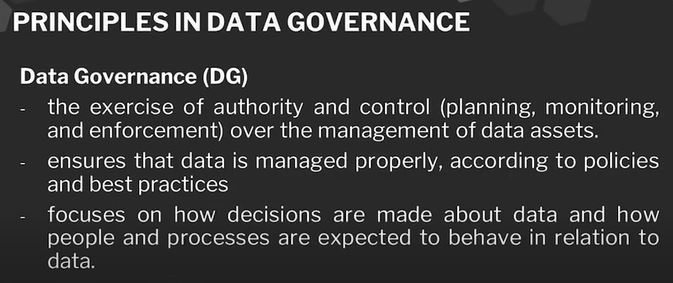 PRINCIPLES IN DATA GOVERNANCE
Data Governance (DG)
- the exercise of authority and control (planning, monitoring,
and enforcement) over the management of data assets.
- ensures that data is managed properly, according to policies
and best practices
- focuses on how decisions are made about data and how
people and processes are expected to behave in relation to
data.